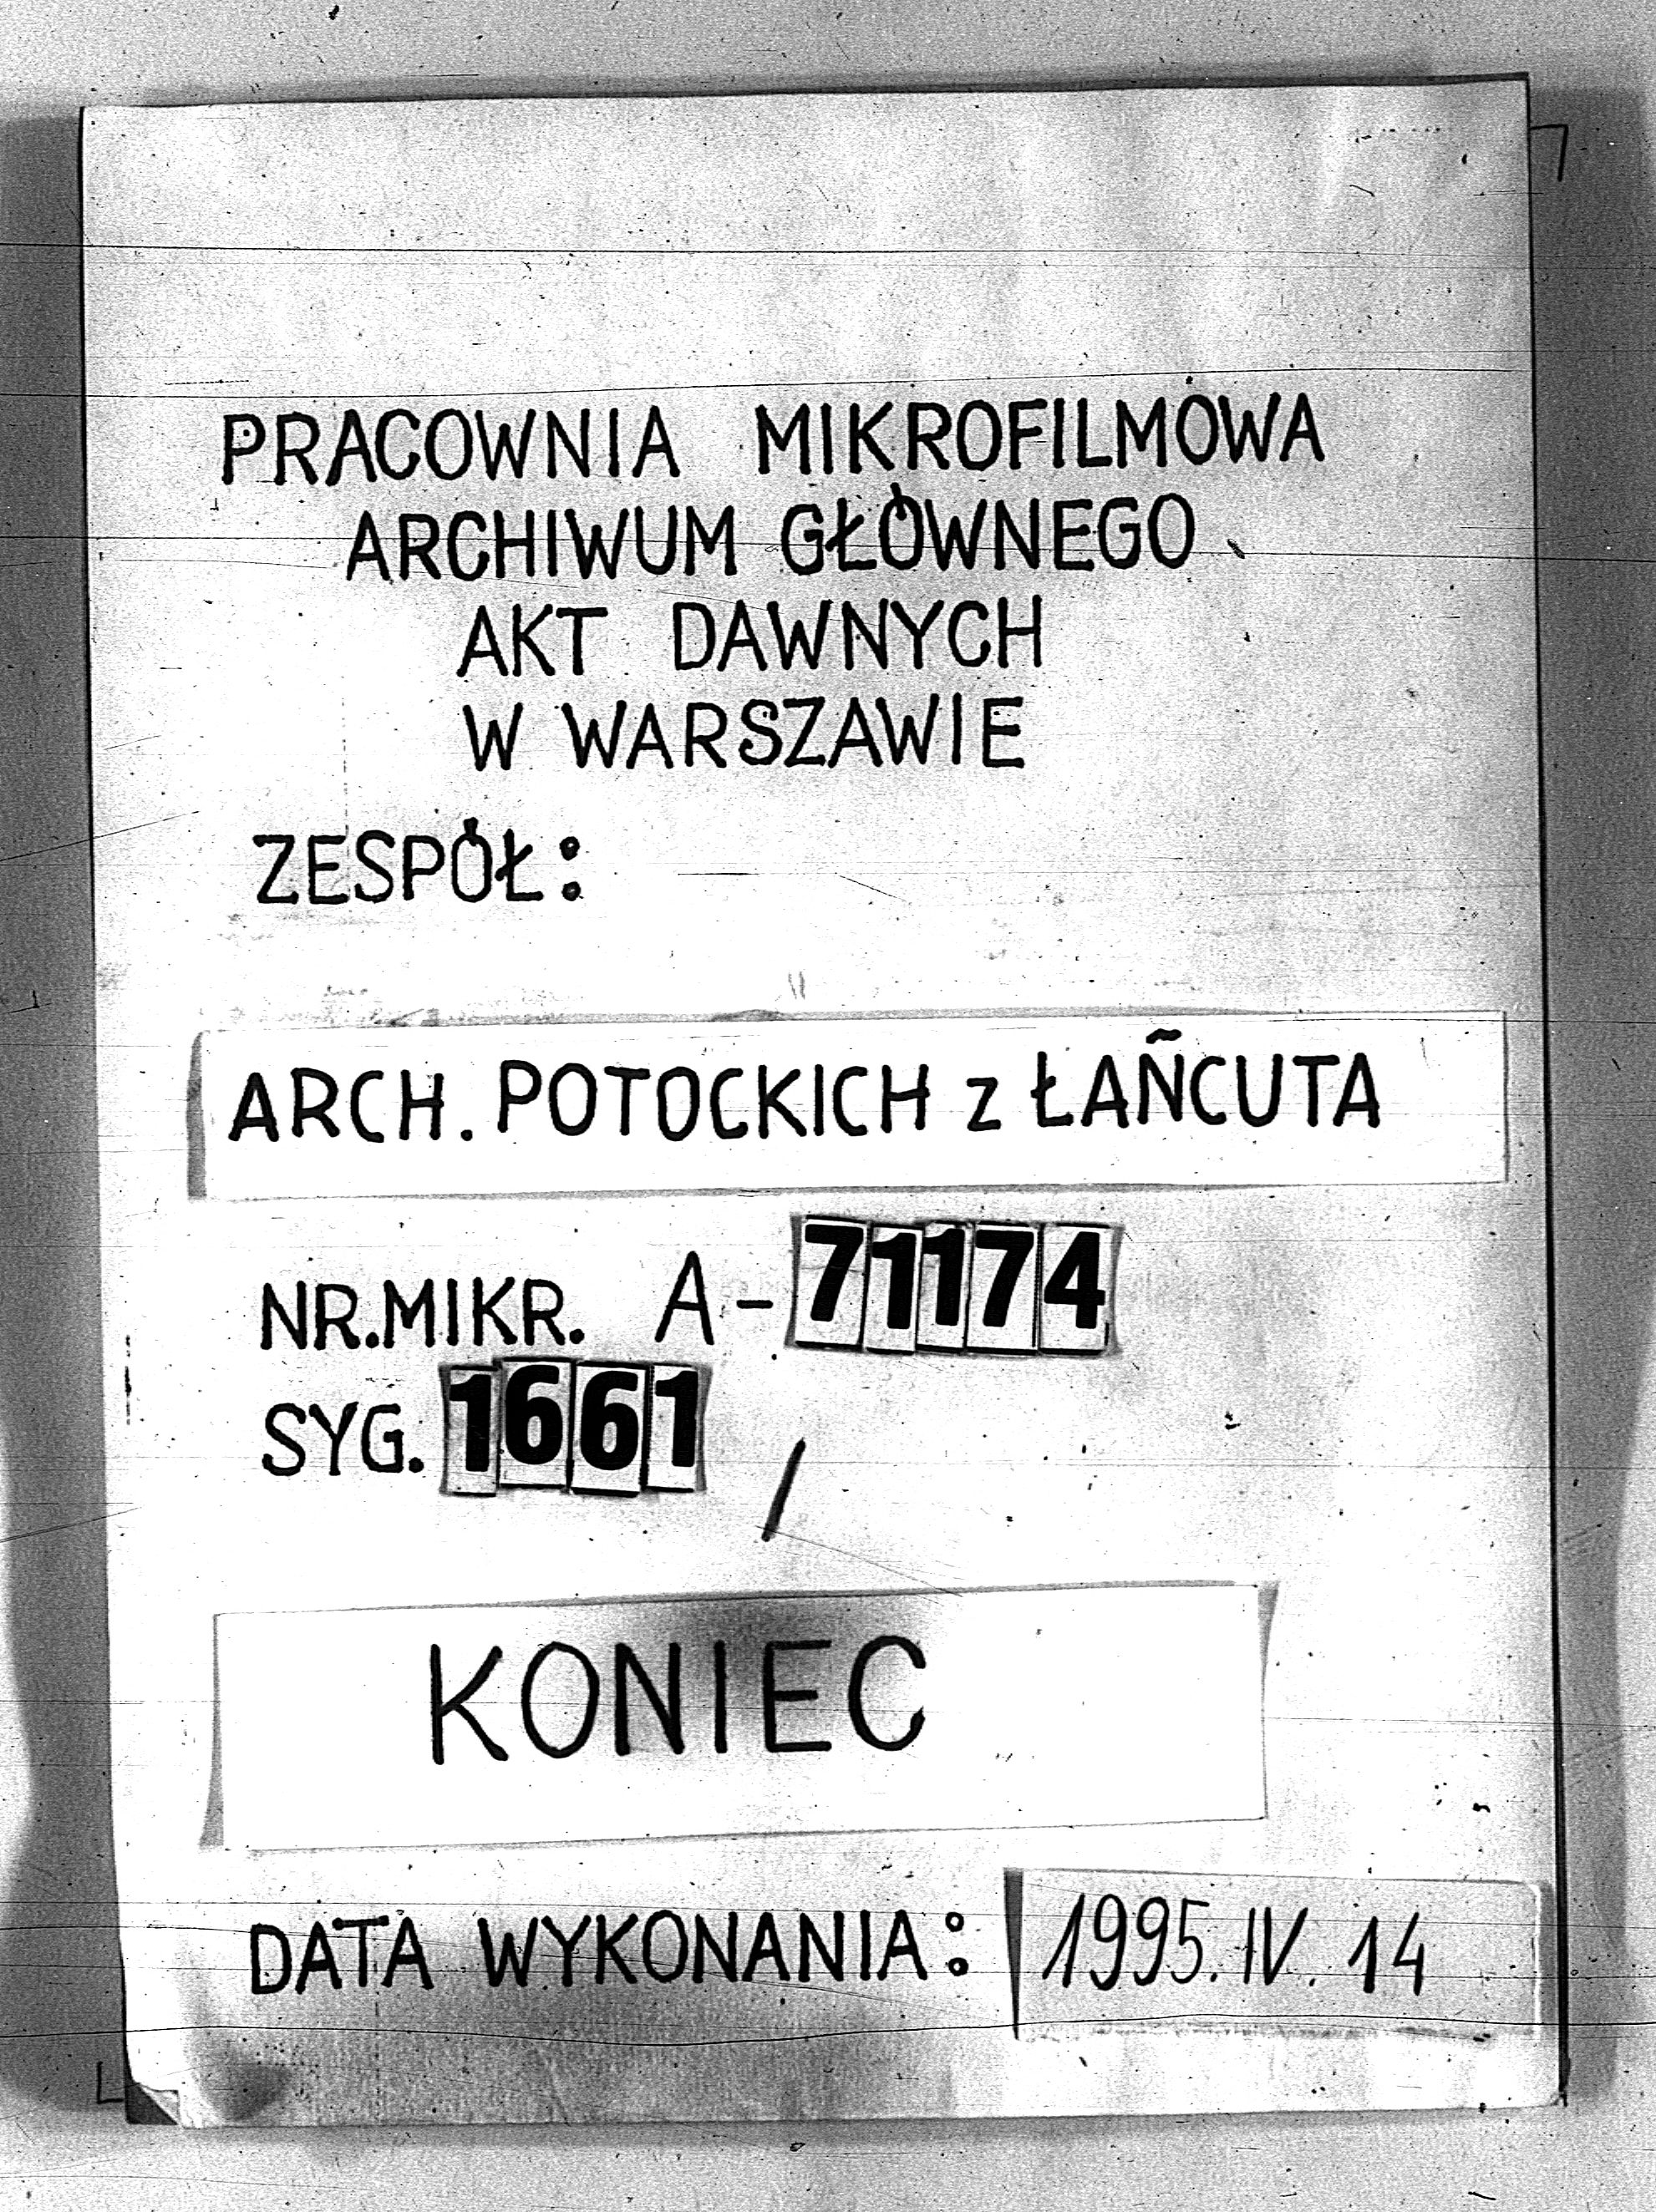 PRACOWNIA MIKROFILMOWA
ARCHIWUM GŁÓWNEGO
AKT DAWNYCH
W WARSZAWIE
ZESPÓŁ:
ARCH. POTOCKICH z ŁAŃCUTA
NR.MIKR. A-71174
SYG. 1661 /
KONIEC
DATA WYKONANIA: 1995.IV.14